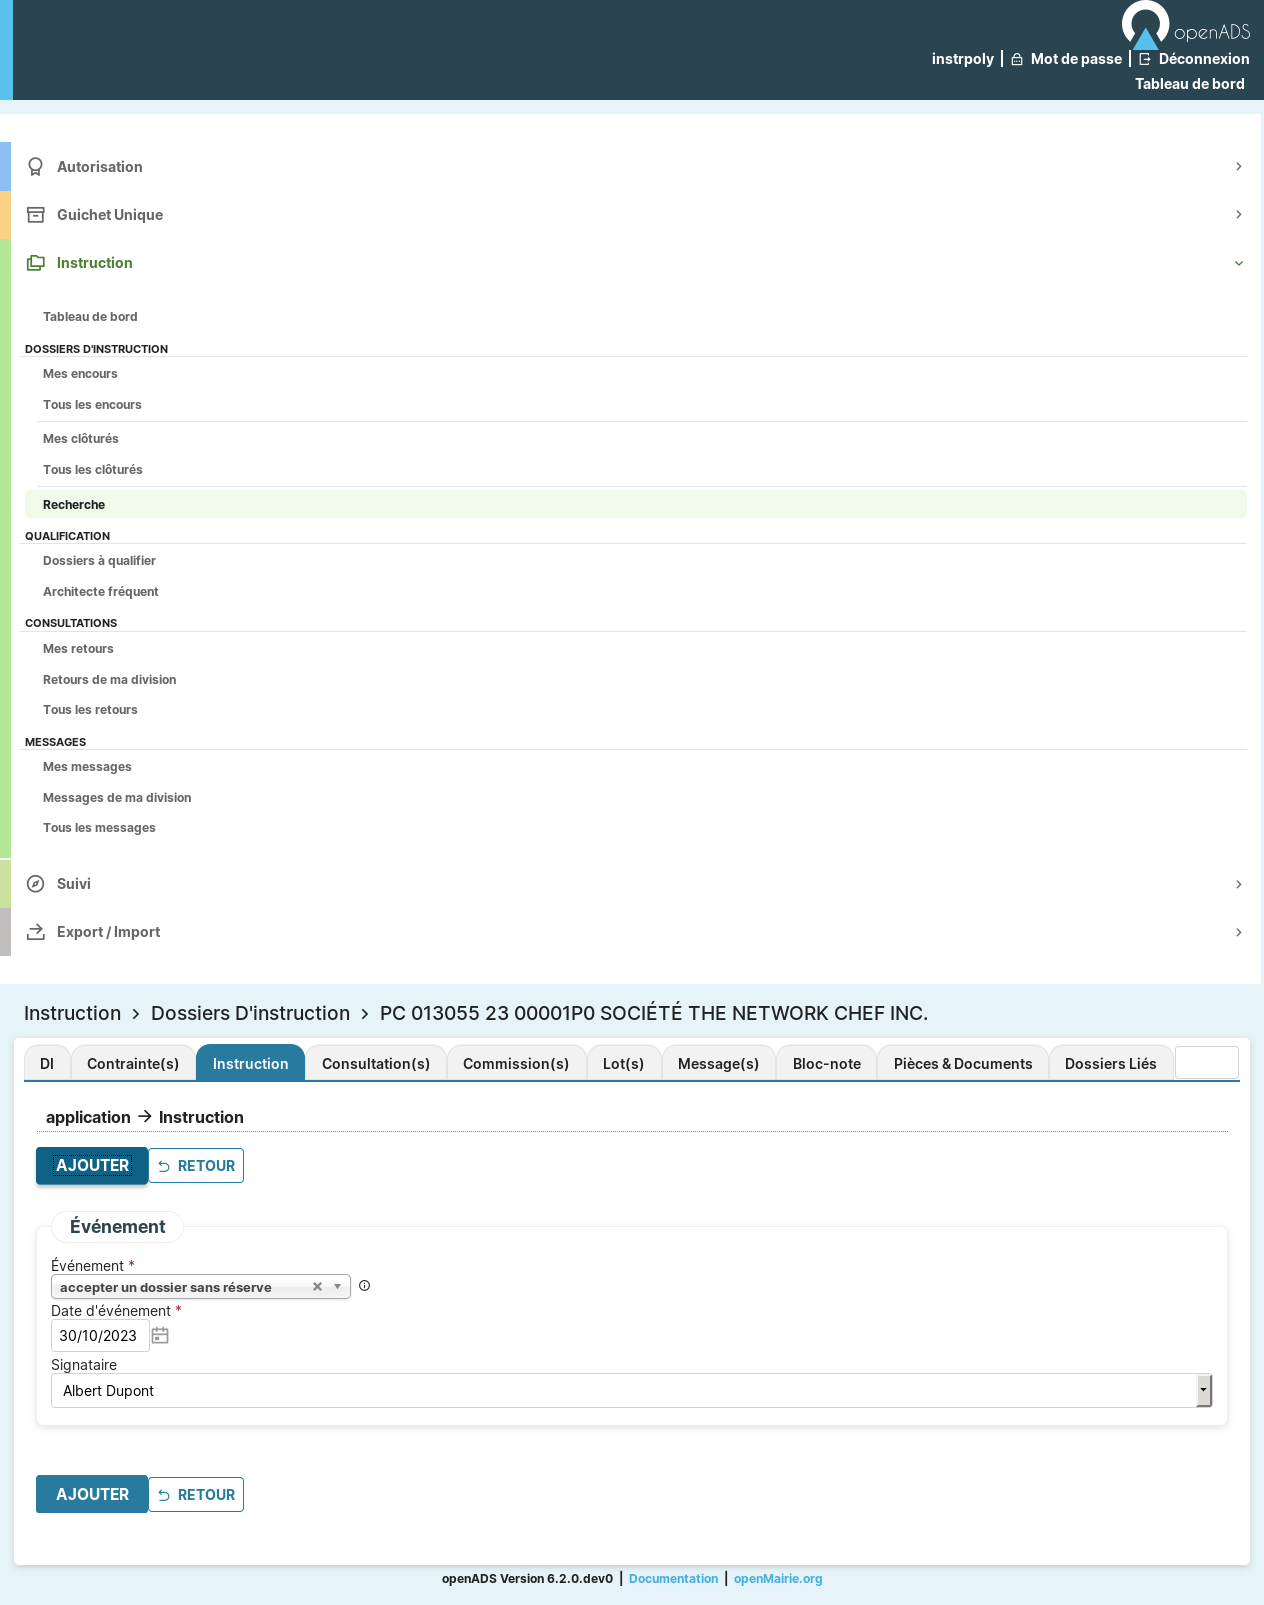 openADS
instrpoly | Mot de passe | Déconnexion
Tableau de bord
Autorisation
Guichet Unique
Instruction
Tableau de bord
DOSSIERS D'INSTRUCTION
Mes encours
Tous les encours
Mes clôturés
Tous les clôturés
Recherche
QUALIFICATION
Dossiers à qualifier
Architecte fréquent
CONSULTATIONS
Mes retours
Retours de ma division
Tous les retours
MESSAGES
Mes messages
Messages de ma division
Tous les messages
Suivi
Export / Import
Instruction > Dossiers D'instruction > PC 013055 23 00001P0 SOCIÉTÉ THE NETWORK CHEF INC.
DI Contrainte(s) Instruction Consultation(s) Commission(s) Lot(s) Message(s) Bloc-note Pièces & Documents Dossiers Liés
application → Instruction
AJOUTER RETOUR
Événement
Événement *
accepter un dossier sans réserve
Date d'événement *
30/10/2023
Signataire
Albert Dupont
AJOUTER RETOUR
openADS Version 6.2.0.dev0 | Documentation | openMairie.org